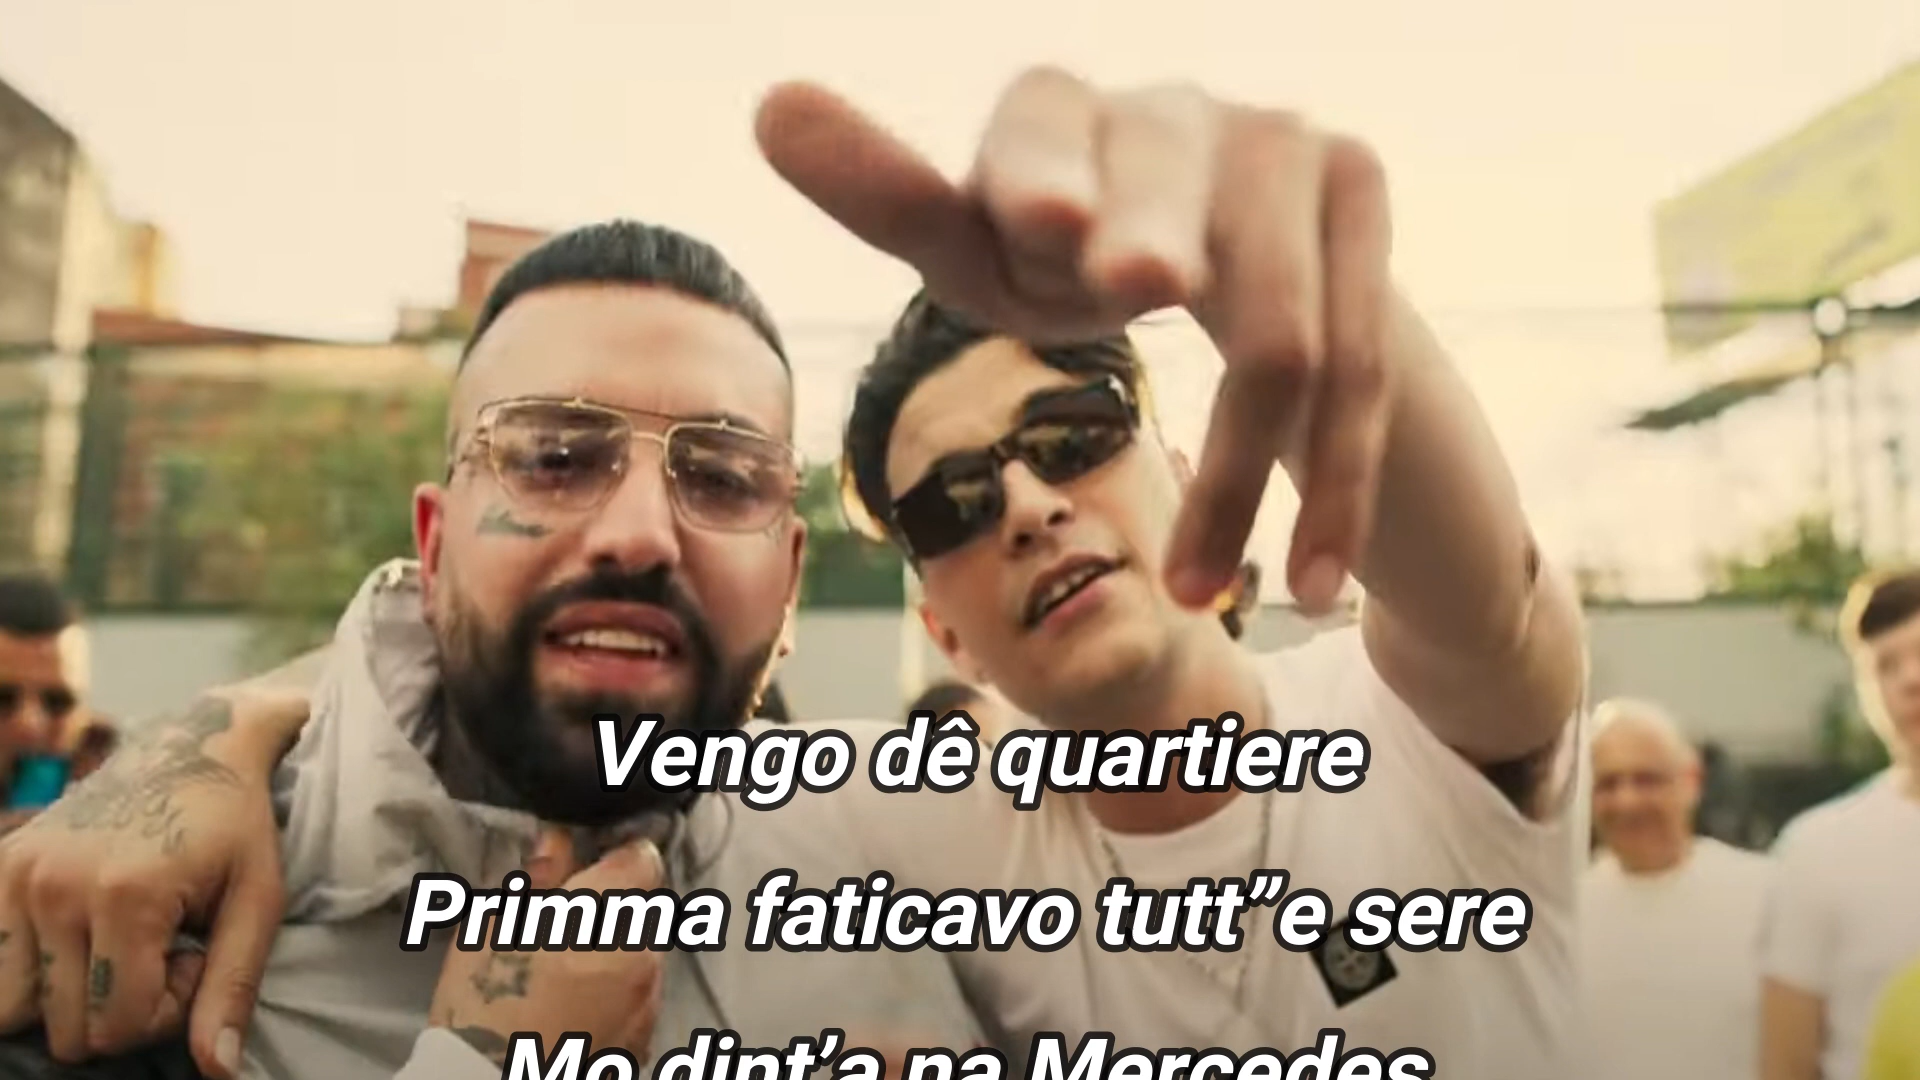 Vengo dê quartiere
Primma faticavo tutt”e sere
Mo dint’a na Mercedes